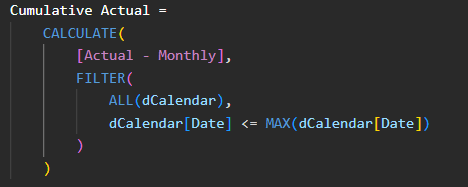 Cumulative Actual =
CALCULATE(
[Actual - Monthly],
FILTER(
ALL(dCalendar),
dCalendar[Date] <= MAX(dCalendar[Date])
)
)